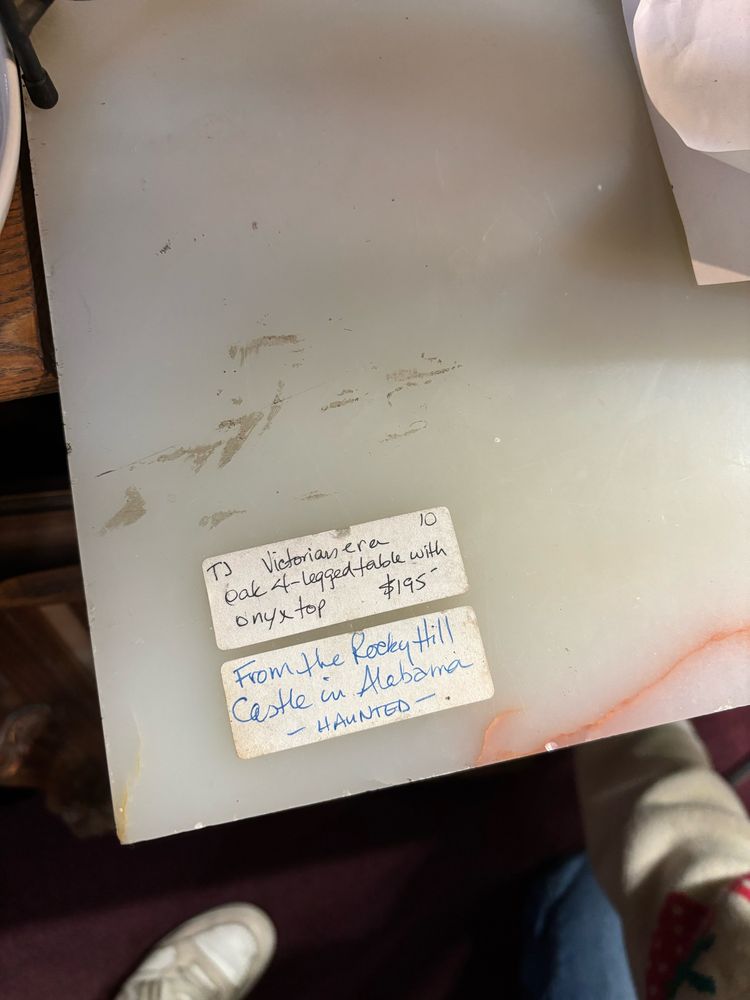 10
TJ Victorian era
oak 4-legged table with
onyx top $195-
From the Rocky Hill
Castle in Alabama
- HAUNTED -